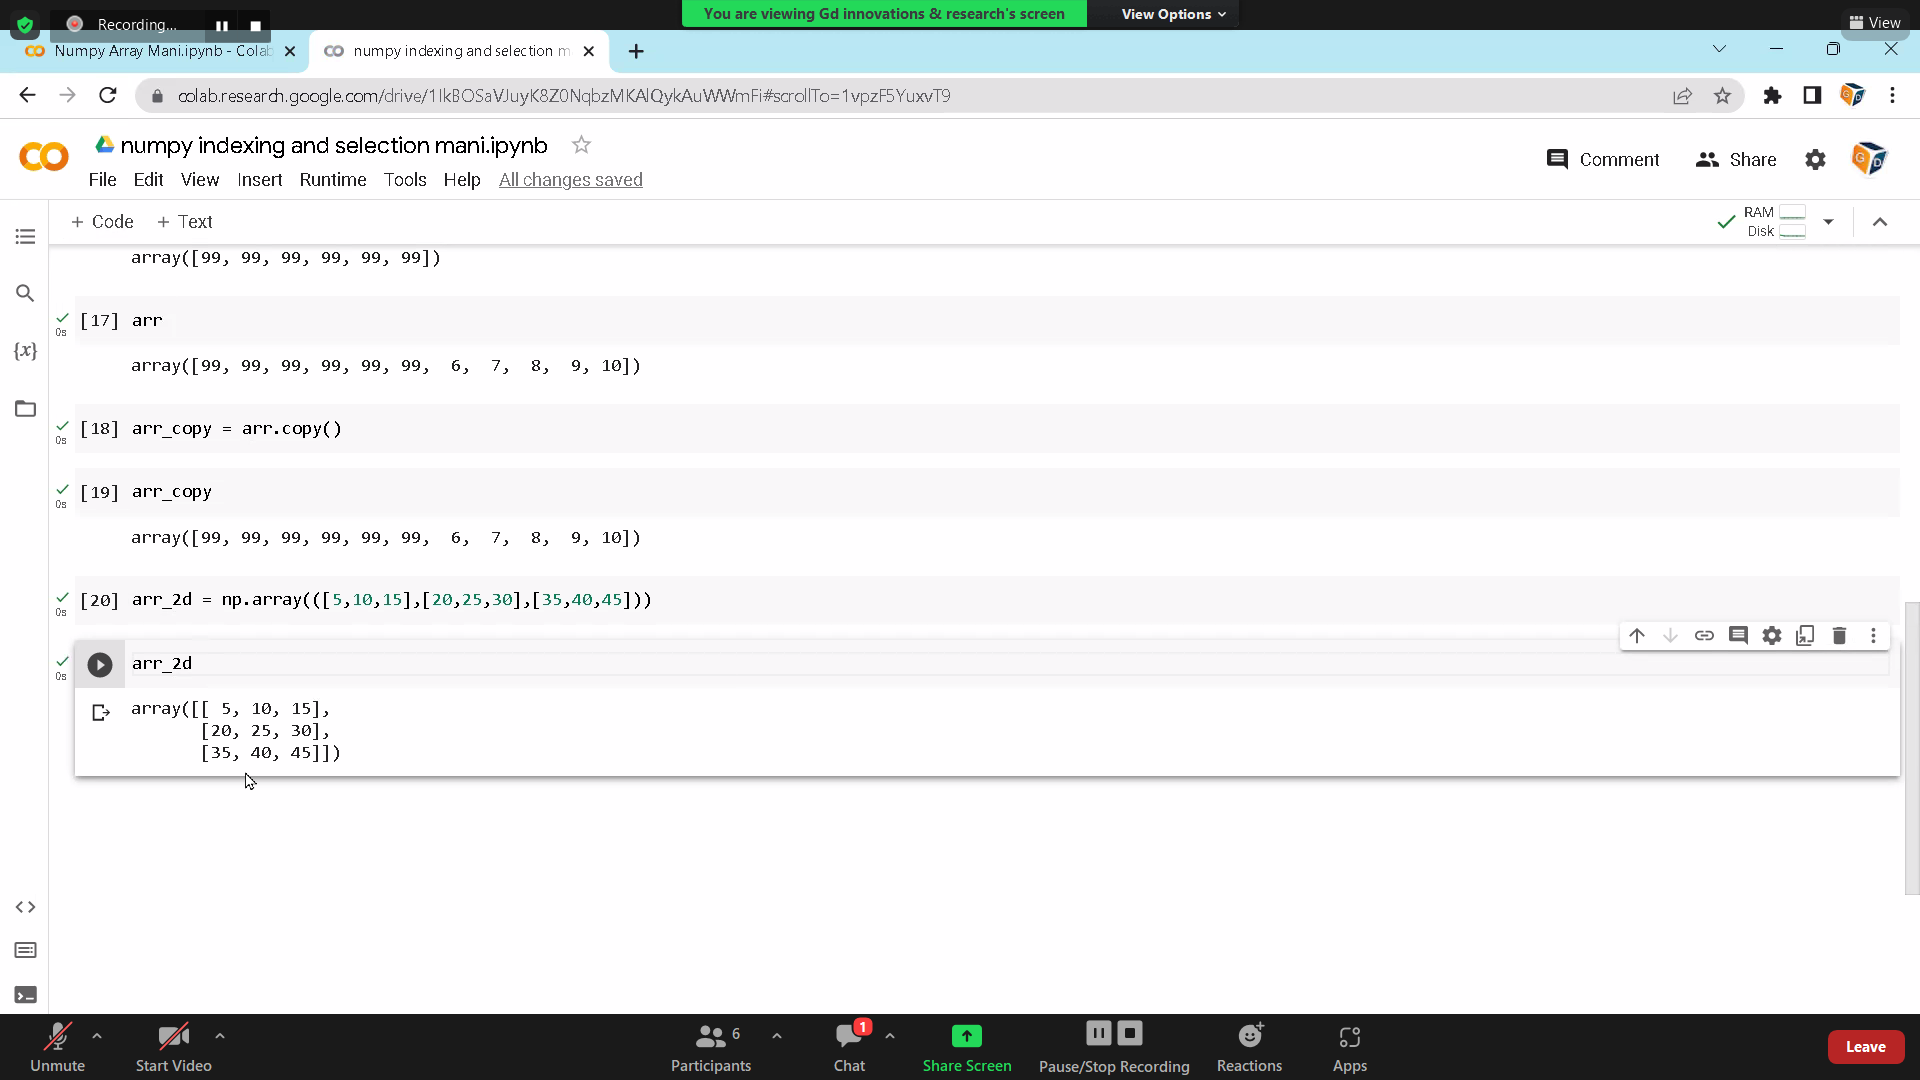 Recording...
You are viewing Gd innovations & research's screen
View Options
View
Numpy Array Mani.ipynb - Colab
numpy indexing and selection m
colab.research.google.com/drive/1IkBOSaVJuyK8Z0NqbzMKAlQykAuWWmFi#scrollTo=1vpzF5YuxvT9
numpy indexing and selection mani.ipynb
Comment
Share
File Edit View Insert Runtime Tools Help All changes saved
+ Code + Text
RAM
Disk
array([99, 99, 99, 99, 99, 99])
[17] arr
0s
array([99, 99, 99, 99, 99, 99,  6,  7,  8,  9, 10])
[18] arr_copy = arr.copy()
0s
[19] arr_copy
0s
array([99, 99, 99, 99, 99, 99,  6,  7,  8,  9, 10])
[20] arr_2d = np.array(([5,10,15],[20,25,30],[35,40,45]))
0s
arr_2d
0s
array([[ 5, 10, 15],
[20, 25, 30],
[35, 40, 45]])
{x}
Unmute
Start Video
6
Participants
1
Chat
Share Screen
Pause/Stop Recording
Reactions
Apps
Leave